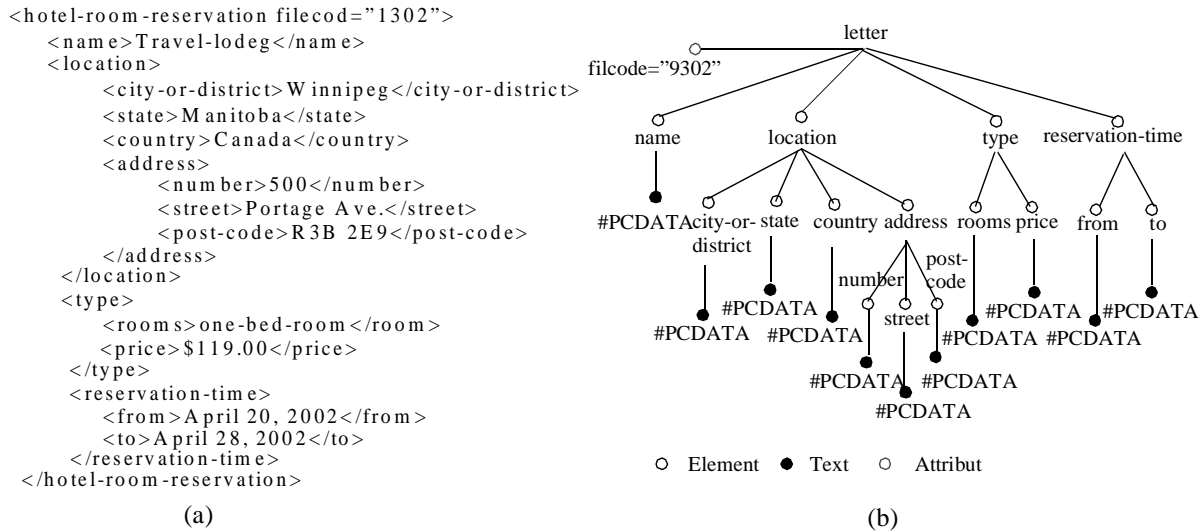 <hotel-room-reservation filecod="1302">
<name>Travel-lodeg</name>
<location>
<city-or-district>Winnipeg</city-or-district>
<state>Manitoba</state>
<country>Canada</country>
<address>
<number>500</number>
<street>Portage Ave.</street>
<post-code>R3B 2E9</post-code>
</address>
</location>
<type>
<rooms>one-bed-room</room>
<price>$119.00</price>
</type>
<reservation-time>
<from>April 20, 2002</from>
<to>April 28, 2002</to>
</reservation-time>
</hotel-room-reservation>
(a)
letter
filcode="9302"
name location type reservation-time
#PCDATA city-or-district state country address rooms price from to
number post-code
street
#PCDATA #PCDATA #PCDATA
#PCDATA #PCDATA #PCDATA #PCDATA #PCDATA
#PCDATA #PCDATA
#PCDATA
Element Text Attribut
(b)